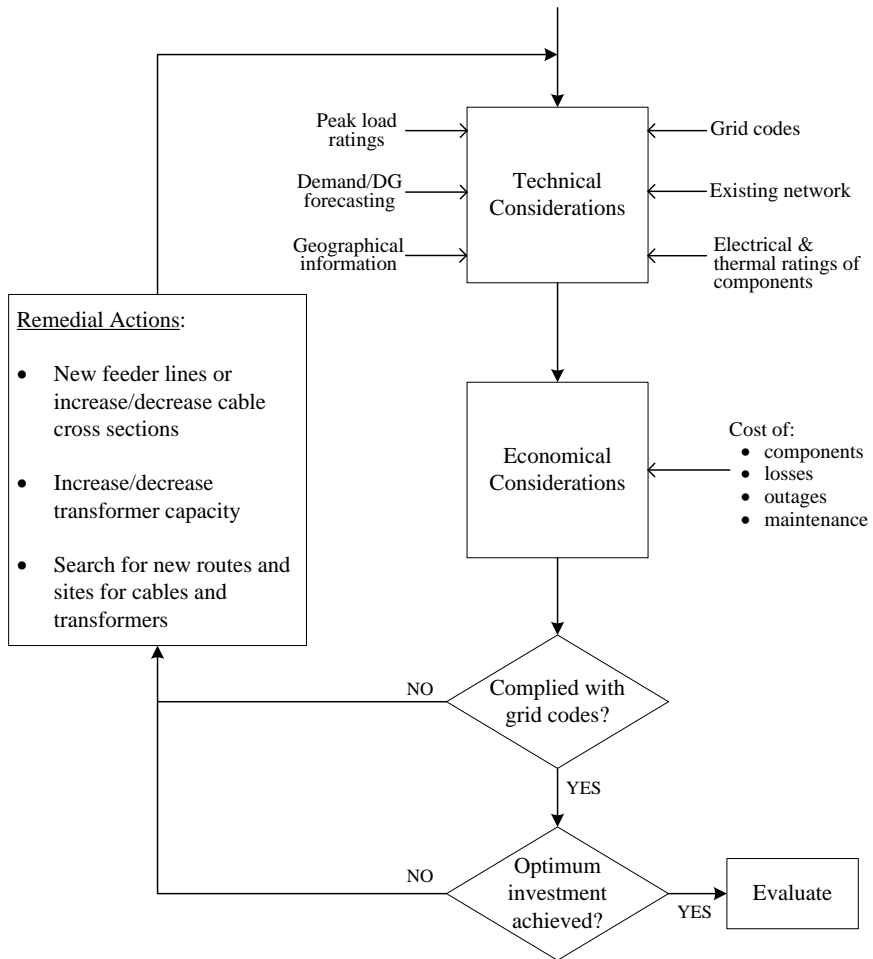 Peak load
ratings
Demand/DG
forecasting
Geographical
information
Technical
Considerations
Grid codes
Existing network
Electrical &
thermal ratings of
components
Remedial Actions:
• New feeder lines or
increase/decrease cable
cross sections
• Increase/decrease
transformer capacity
• Search for new routes and
sites for cables and
transformers
Economical
Considerations
Cost of:
• components
• losses
• outages
• maintenance
Complied with
grid codes?
NO
YES
Optimum
investment
achieved?
NO
YES
Evaluate